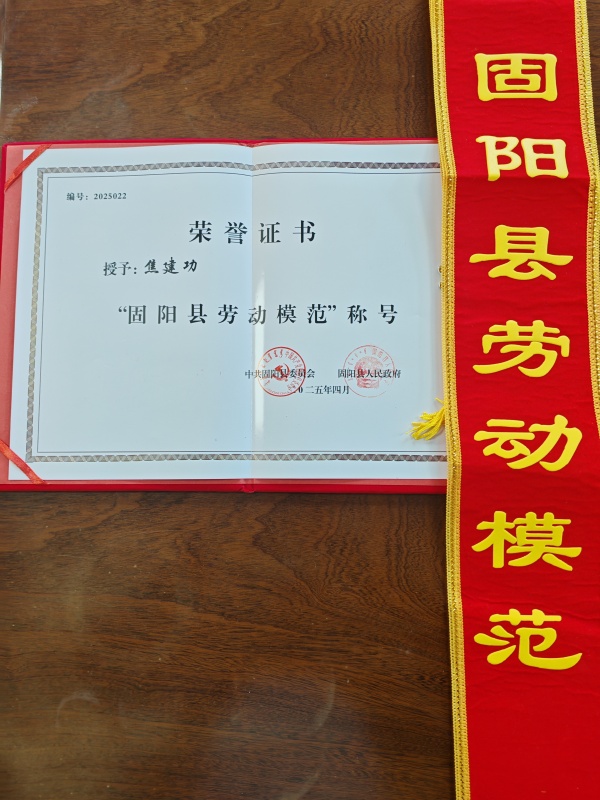 编号：2025022
荣誉证书
授予：焦建功
“固阳县劳动模范”称号
中共固阳县委员会 固阳县人民政府
二〇二五年四月
固阳县劳动模范